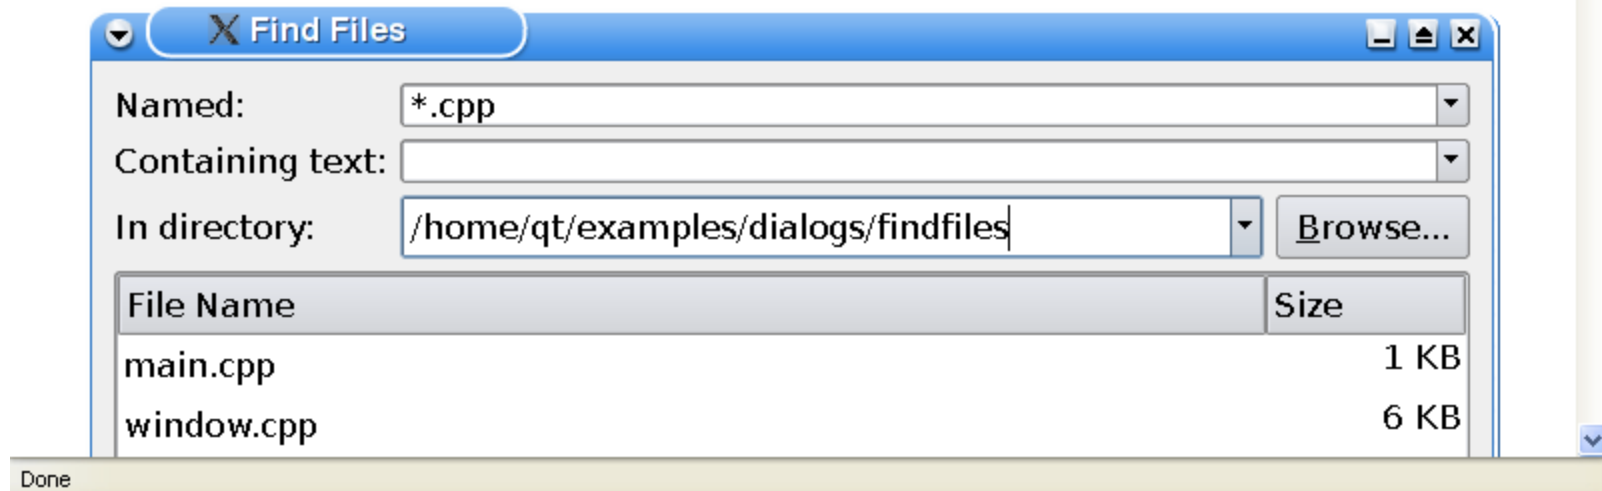 Find Files
Named: *.cpp
Containing text:
In directory: /home/qt/examples/dialogs/findfiles Browse...
File Name Size
main.cpp 1 KB
window.cpp 6 KB
Done